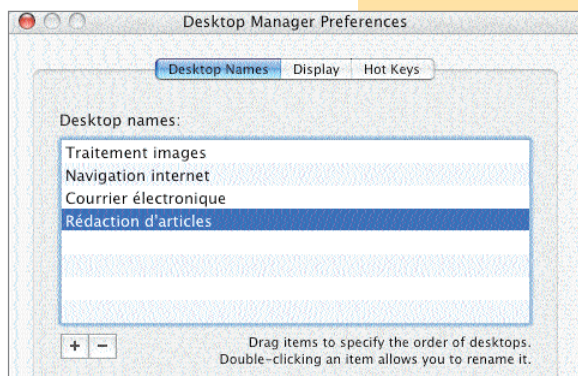 Desktop Manager Preferences
Desktop Names Display Hot Keys
Desktop names:
Traitement images
Navigation internet
Courrier électronique
Rédaction d'articles
+ −
Drag items to specify the order of desktops.
Double-clicking an item allows you to rename it.